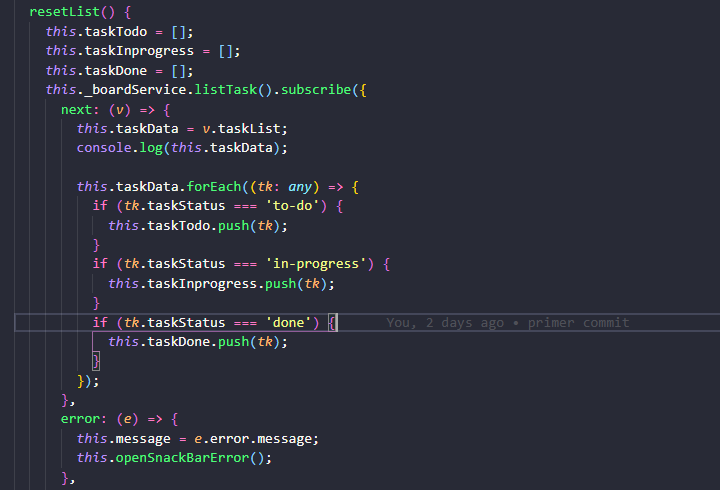 resetList() {
this.taskTodo = [];
this.taskInprogress = [];
this.taskDone = [];
this._boardService.listTask().subscribe({
next: (v) => {
this.taskData = v.taskList;
console.log(this.taskData);
this.taskData.forEach((tk: any) => {
if (tk.taskStatus === 'to-do') {
this.taskTodo.push(tk);
}
if (tk.taskStatus === 'in-progress') {
this.taskInprogress.push(tk);
}
if (tk.taskStatus === 'done') { You, 2 days ago • primer commit
this.taskDone.push(tk);
}
});
},
error: (e) => {
this.message = e.error.message;
this.openSnackBarError();
},